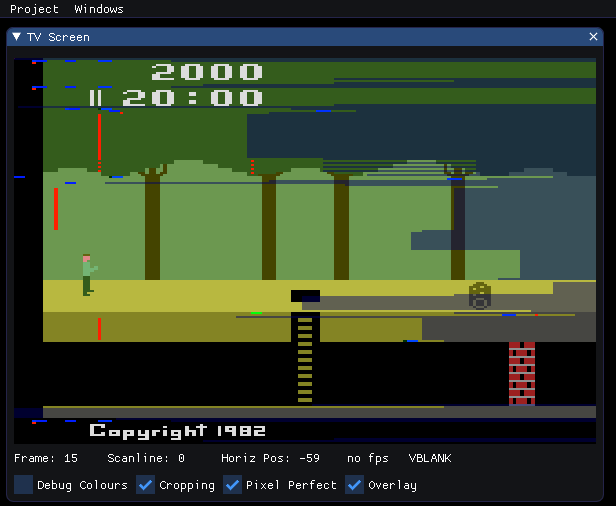 Project Windows
TV Screen
2000
20:00
Copyright 1982
Frame: 15 Scanline: 0 Horiz Pos: -59 no fps VBLANK
Debug Colours Cropping Pixel Perfect Overlay